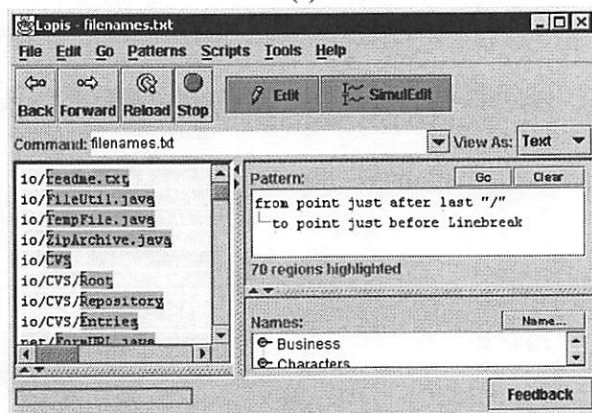 Lapis - filenames.txt
File Edit Go Patterns Scripts Tools Help
Back Forward Reload Stop Edit SimulEdit
Command: filenames.txt View As: Text
io/readme.txt
io/FileUtil.java
io/TempFile.java
io/ZipArchive.java
io/CVS
io/CVS/Root
io/CVS/Repository
io/CVS/Entries
net/FormURL.java
Pattern: Go Clear
from point just after last "/"
to point just before Linebreak
70 regions highlighted
Names: Name...
Business
Characters
Feedback